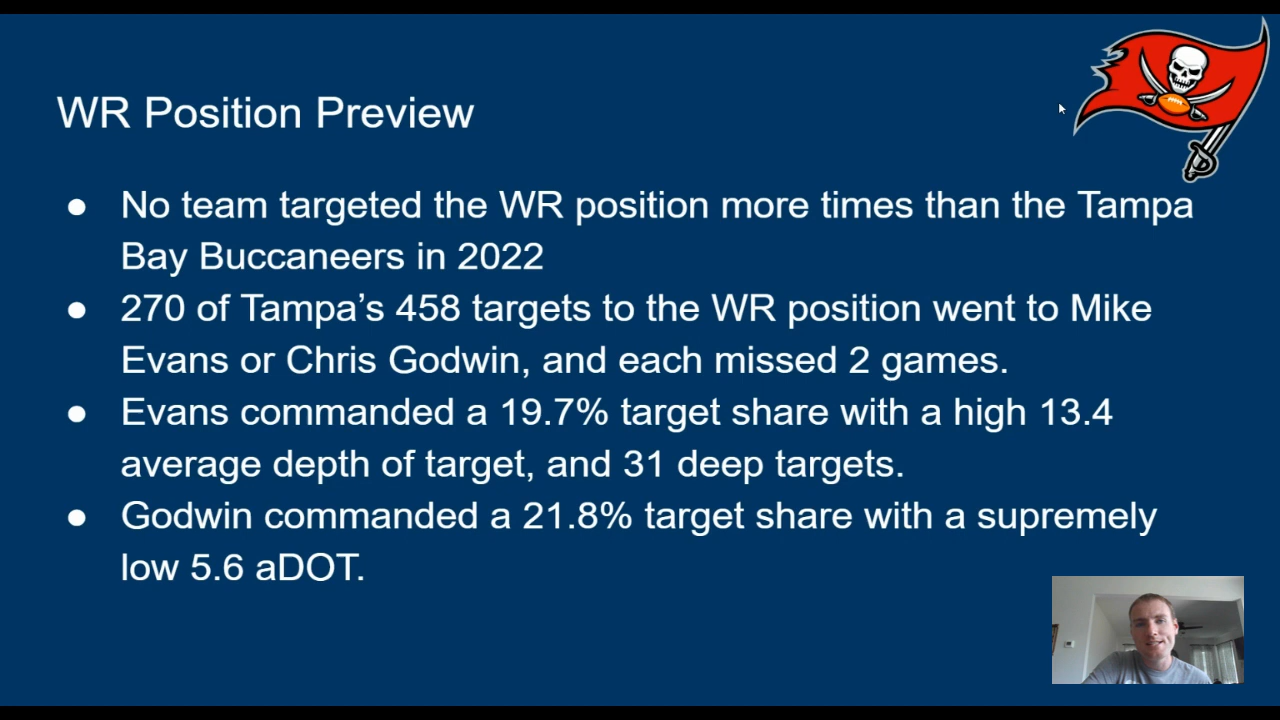 WR Position Preview
● No team targeted the WR position more times than the Tampa
Bay Buccaneers in 2022
● 270 of Tampa’s 458 targets to the WR position went to Mike
Evans or Chris Godwin, and each missed 2 games.
● Evans commanded a 19.7% target share with a high 13.4
average depth of target, and 31 deep targets.
● Godwin commanded a 21.8% target share with a supremely
low 5.6 aDOT.